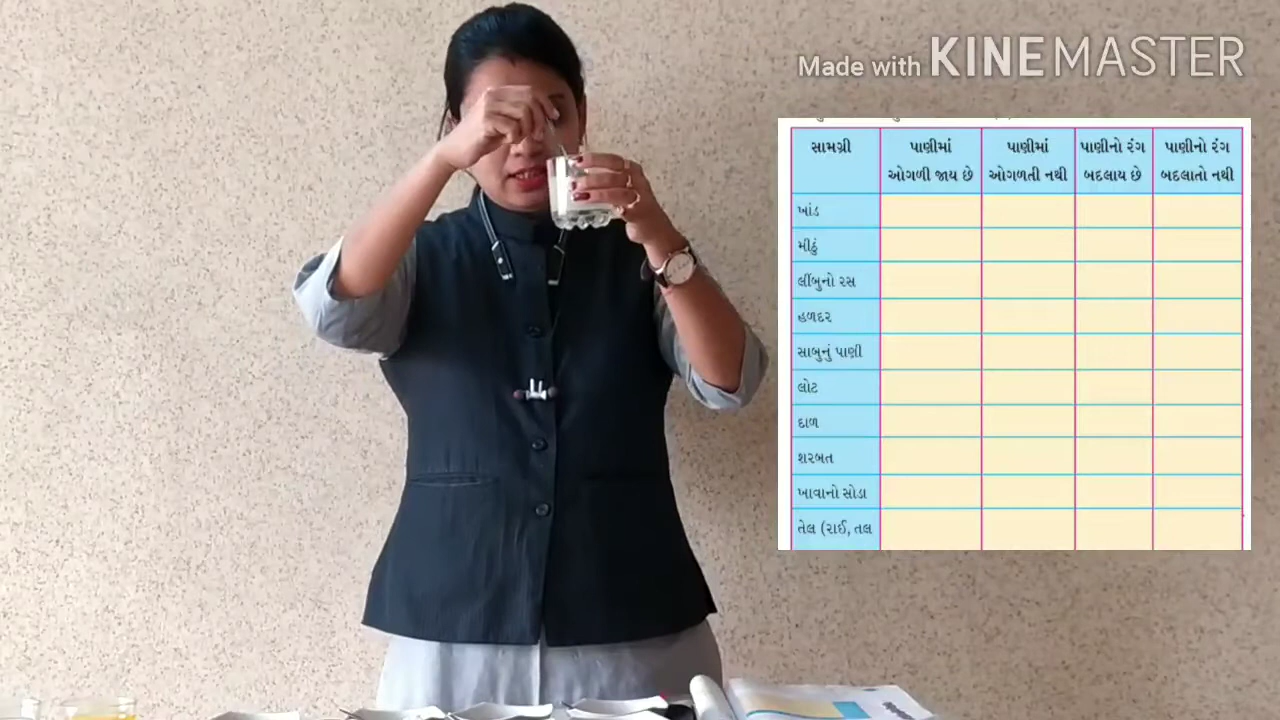 Made with KINEMASTER
સામગ્રી
પાણીમાં
ઓગળી જાય છે
પાણીમાં
ઓગળતી નથી
પાણીનો રંગ
બદલાય છે
પાણીનો રંગ
બદલાતો નથી
ખાંડ
મીઠું
લીંબુનો રસ
હળદર
સાબુનું પાણી
લોટ
દાળ
શરબત
ખાવાનો સોડા
તેલ (રાઈ, તલ